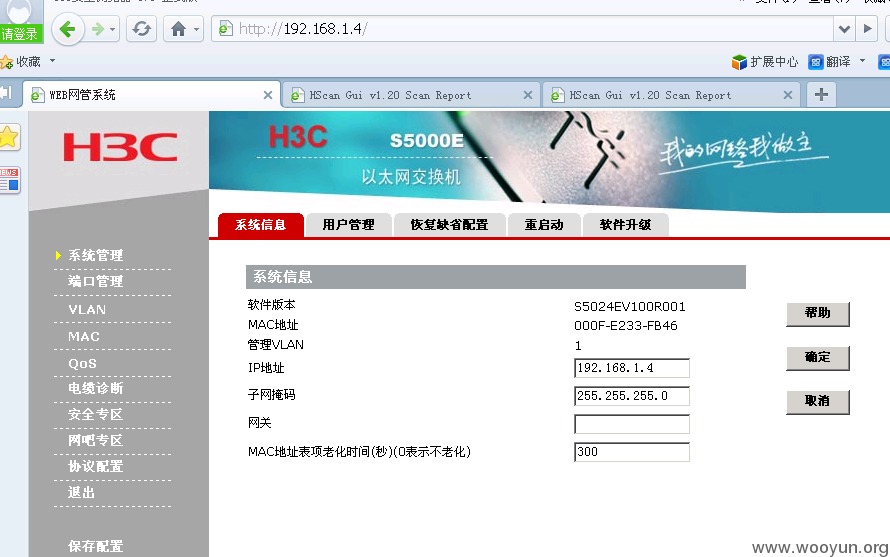 请登录
http://192.168.1.4/
收藏
扩展中心
翻译
WEB网管系统
HScan Gui v1.20 Scan Report
HScan Gui v1.20 Scan Report
NEWS
H3C
H3C
S5000E
以太网交换机
我的网络我做主
系统信息
用户管理
恢复缺省配置
重启动
软件升级
系统管理
端口管理
VLAN
MAC
QoS
电缆诊断
安全专区
网吧专区
协议配置
退出
保存配置
系统信息
软件版本 S5024EV100R001
MAC地址 000F-E233-FB46
管理VLAN 1
IP地址 192.168.1.4
子网掩码 255.255.255.0
网关
MAC地址表项老化时间(秒)(0表示不老化) 300
帮助
确定
取消
www.wooyun.org